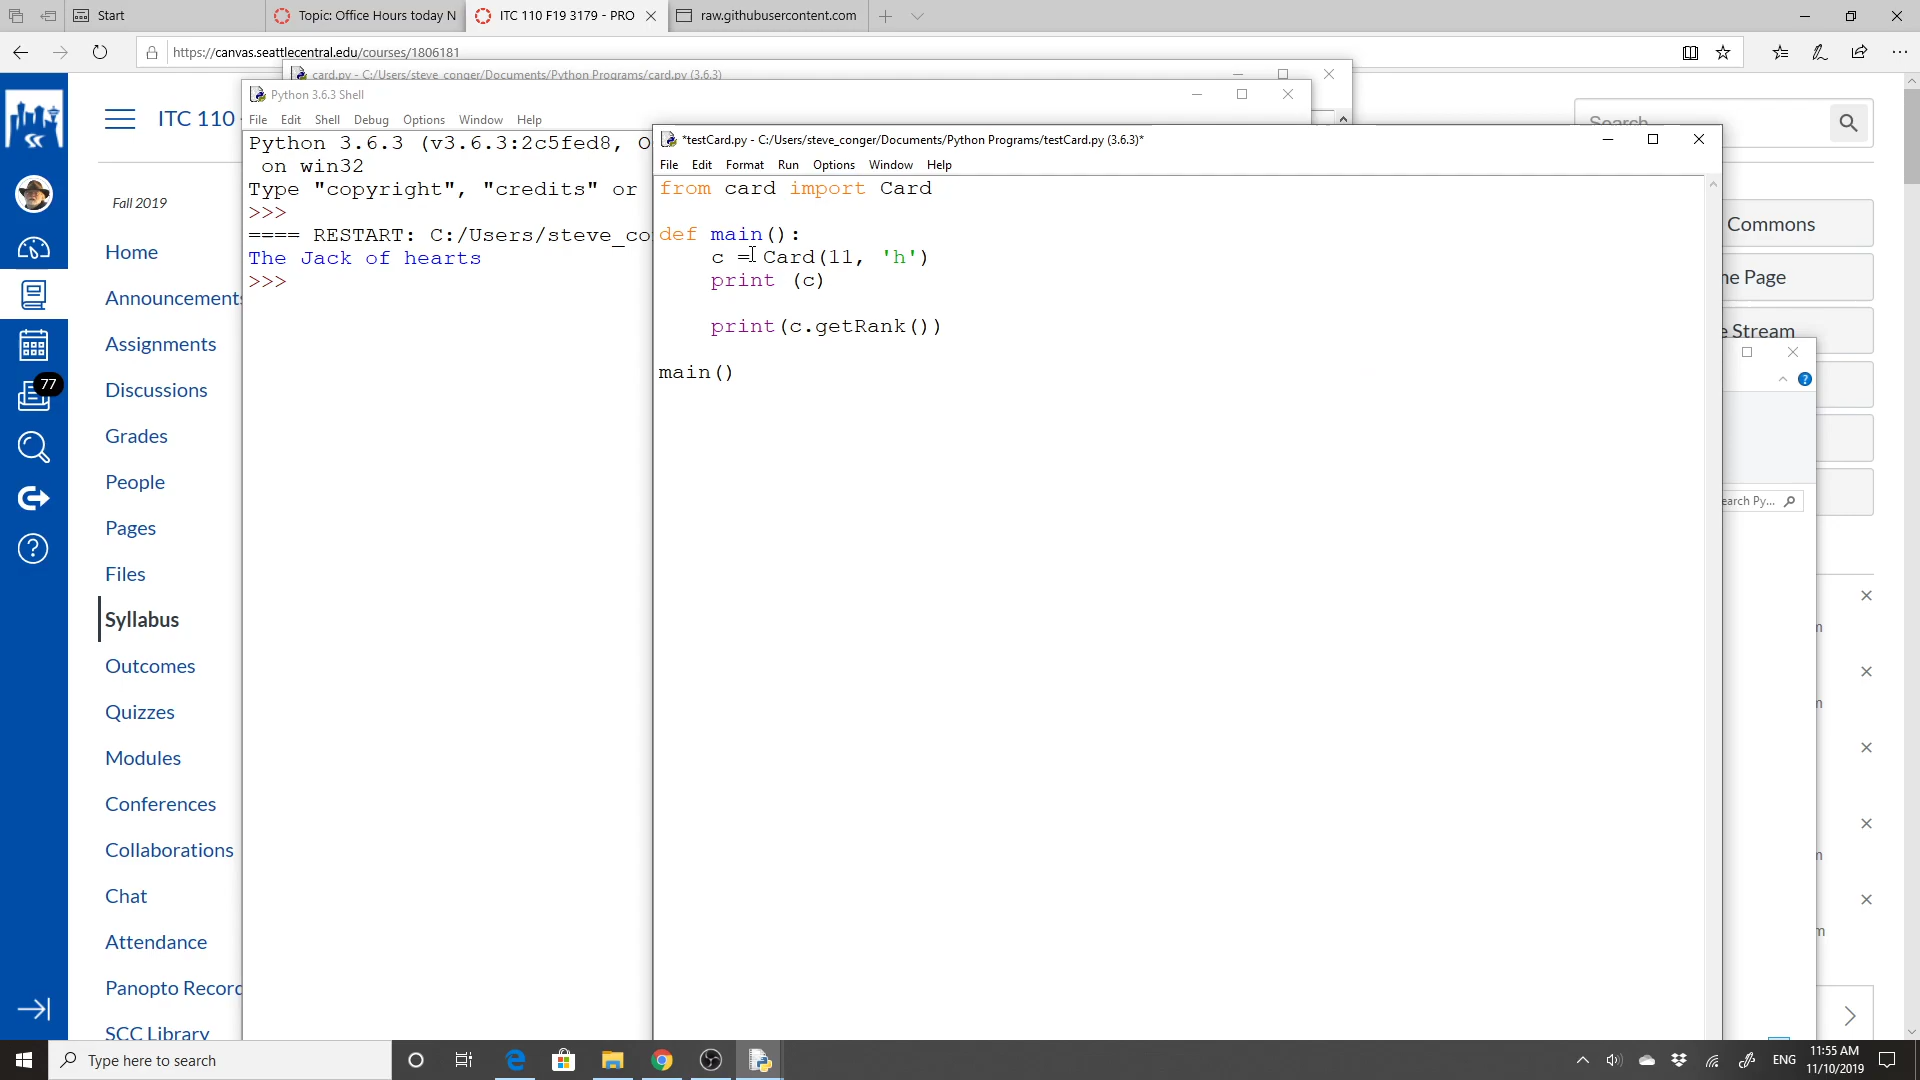 Start
Topic: Office Hours today N
ITC 110 F19 3179 - PRO
raw.githubusercontent.com
https://canvas.seattlecentral.edu/courses/1806181
card.py - C:/Users/steve_conger/Documents/Python Programs/card.py (3.6.3)
Python 3.6.3 Shell
File Edit Shell Debug Options Window Help
Python 3.6.3 (v3.6.3:2c5fed8, O
on win32
Type "copyright", "credits" or
>>>
==== RESTART: C:/Users/steve_co
The Jack of hearts
>>>
*testCard.py - C:/Users/steve_conger/Documents/Python Programs/testCard.py (3.6.3)*
File Edit Format Run Options Window Help
from card import Card
def main():
c = Card(11, 'h')
print (c)
print(c.getRank())
main()
ITC 110
Search
Fall 2019
Home
Announcements
Assignments
Discussions
Grades
People
Pages
Files
Syllabus
Outcomes
Quizzes
Modules
Conferences
Collaborations
Chat
Attendance
Panopto Record
SCC Library
77
Commons
me Page
e Stream
earch Py...
m
m
m
m
Type here to search
ENG
11:55 AM
11/10/2019